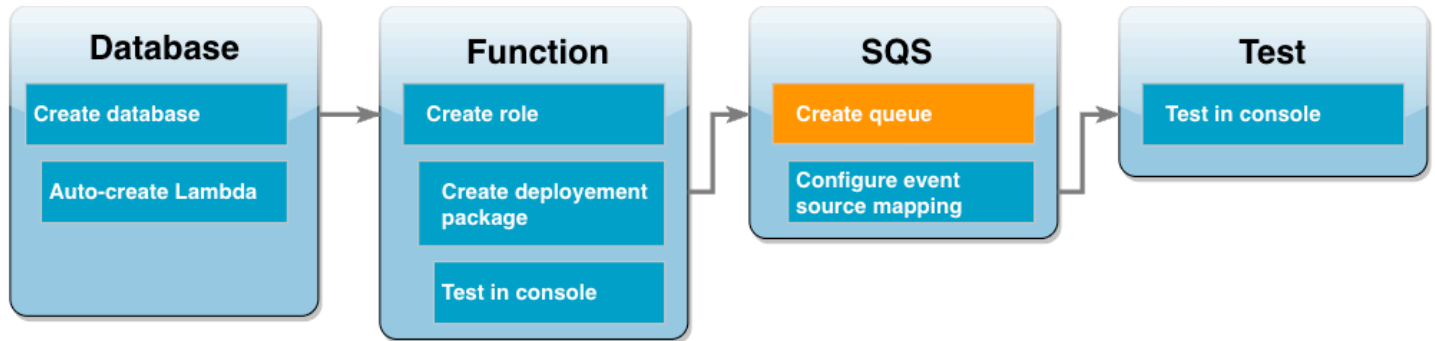 Database
Create database
Auto-create Lambda
Function
Create role
Create deployement
package
Test in console
SQS
Create queue
Configure event
source mapping
Test
Test in console